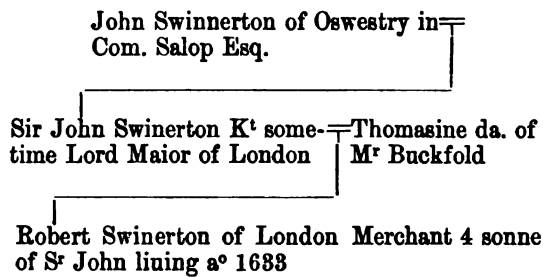 John Swinnerton of Oswestry in
Com. Salop Esq.
Sir John Swinerton Kᵗ some-
time Lord Maior of London
Thomasine da. of
Mʳ Buckfold
Robert Swinerton of London Merchant 4 sonne
of Sʳ John liuing aᵒ 1633